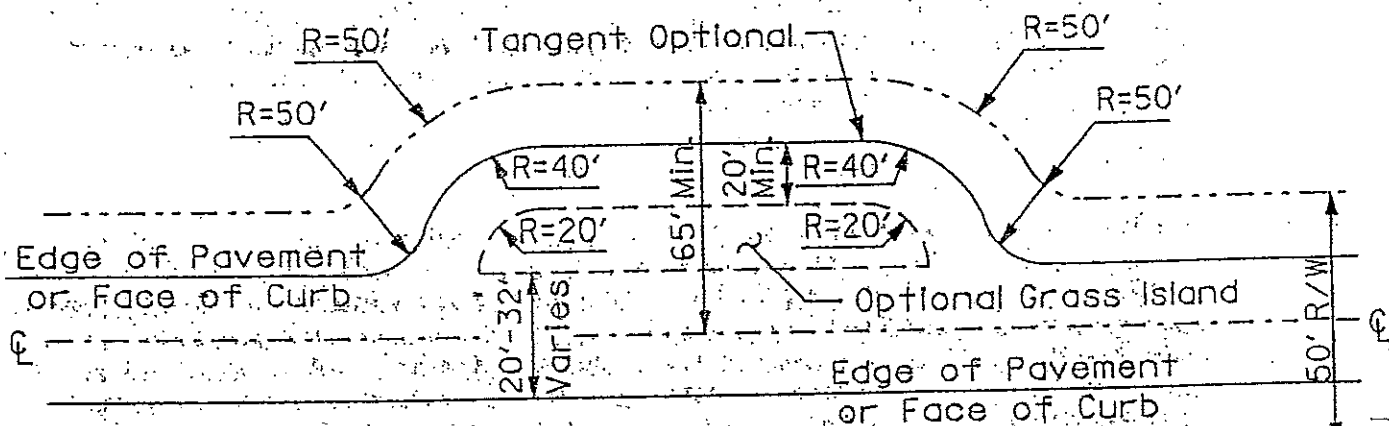 R=50' Tangent Optional R=50'
R=50' R=50'
R=40' 65' Min. 20' Min. R=40'
R=20' R=20'
Edge of Pavement
or Face of Curb
20'-32'
Varies
Optional Grass Island
℄ ℄
50' R/W
Edge of Pavement
or Face of Curb